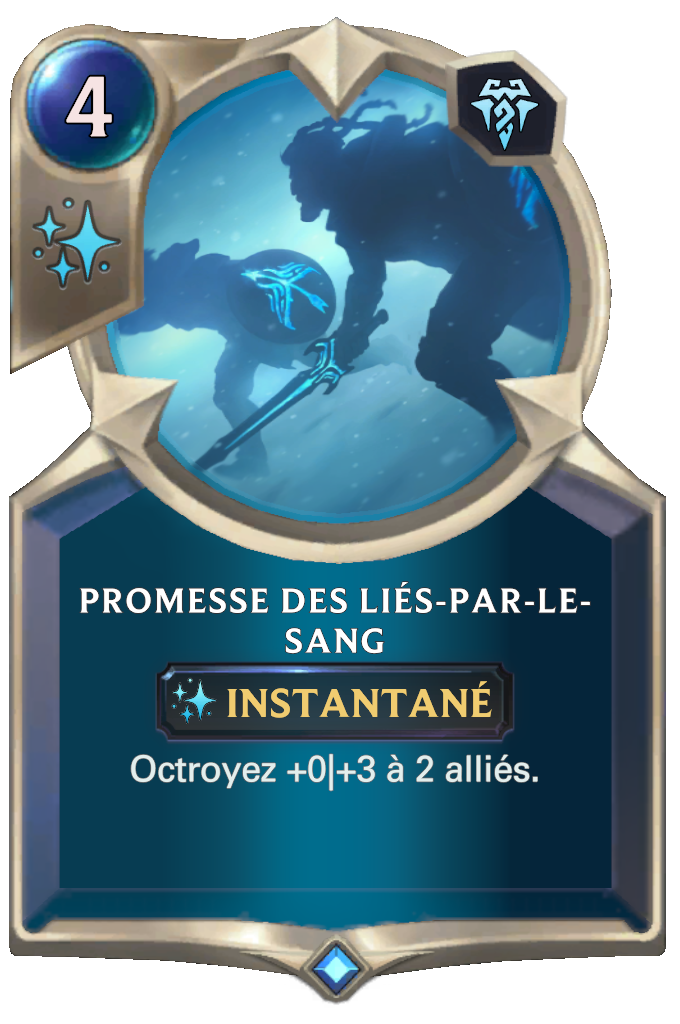 4
PROMESSE DES LIÉS-PAR-LE-
SANG
INSTANTANÉ
Octroyez +0|+3 à 2 alliés.